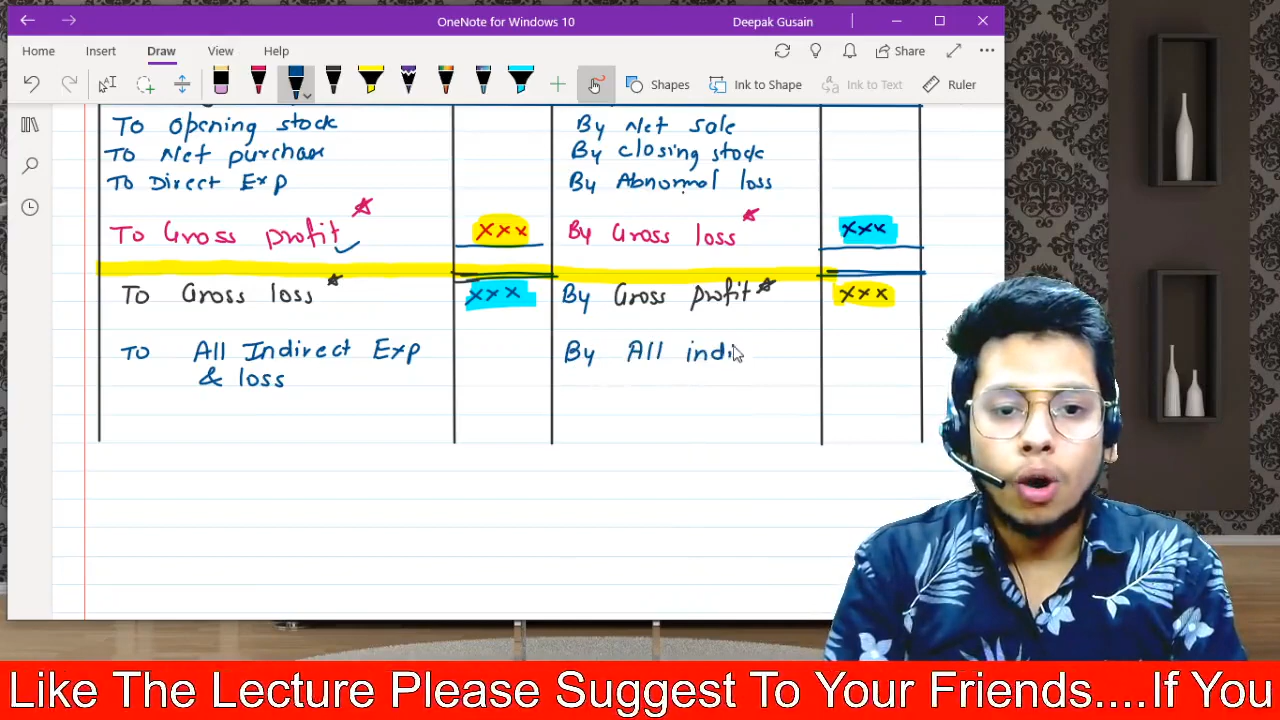 OneNote for Windows 10
Deepak Gusain
Home Insert Draw View Help
Share
Shapes Ink to Shape Ink to Text Ruler
To Opening stock
By Net sale
To Net purchase
By closing stock
To Direct Exp
By Abnormal loss
To Gross profit
xxx
By Gross loss
xxx
To Gross loss
xxx
By Gross profit
xxx
To All Indirect Exp
& loss
By All indi
Like The Lecture Please Suggest To Your Friends....If You